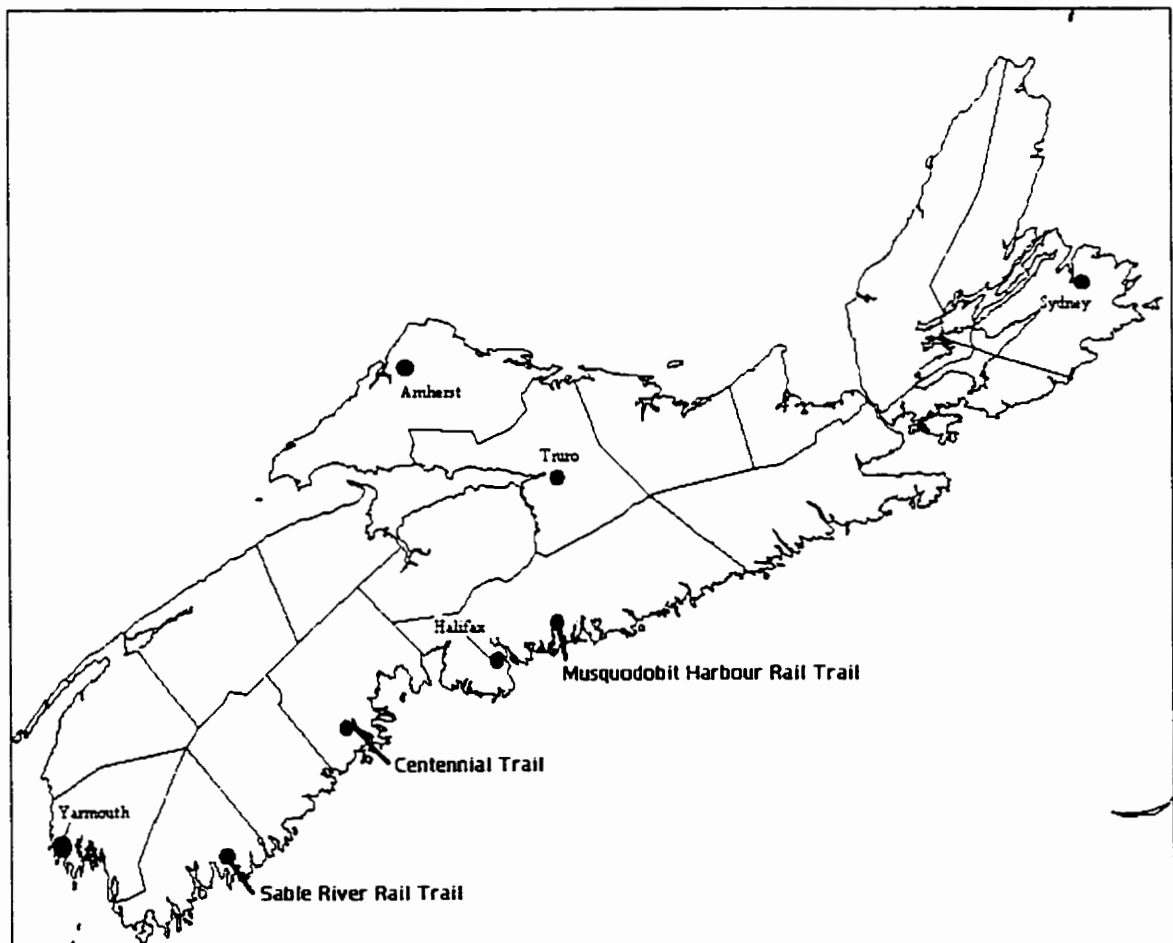 Sydney
Amherst
Truro
Halifax
Musquodobit Harbour Rail Trail
Centennial Trail
Yarmouth
Sable River Rail Trail